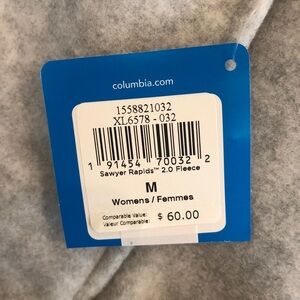 columbia.com
1558821032
XL6578 - 032
1 91454 70032 2
Sawyer Rapids™ 2.0 Fleece
M
Womens / Femmes
Comparable Value:
Valeur Comparable: $ 60.00